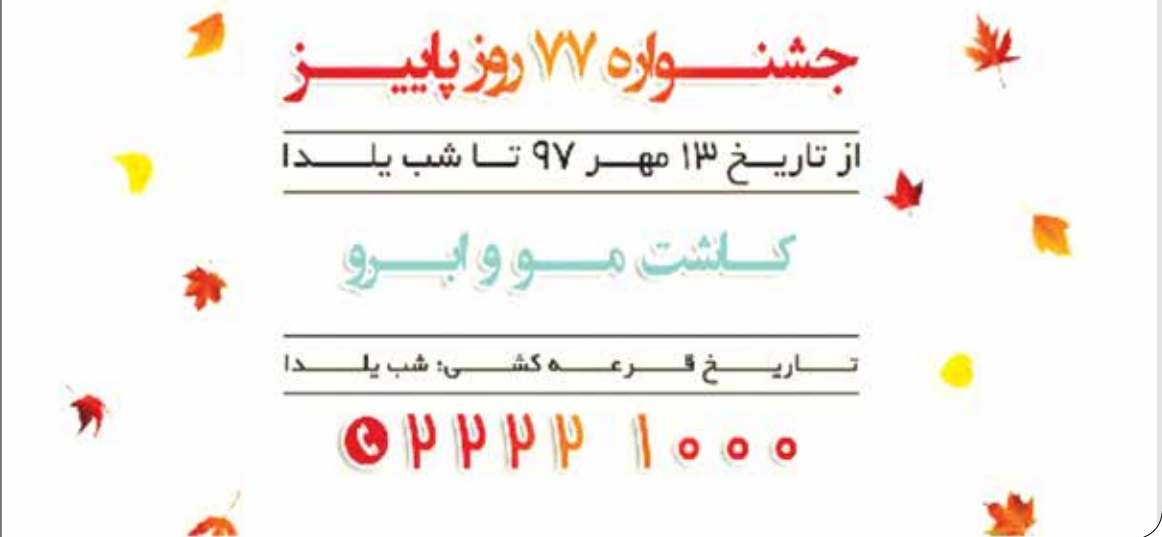 جشنواره ۷۷ روز پاییز
از تاریخ ۱۳ مهر ۹۷ تا شب یلدا
کاشت مو و ابرو
تاریخ قرعه کشی: شب یلدا
۲۲۲۲ ۱۰۰۰